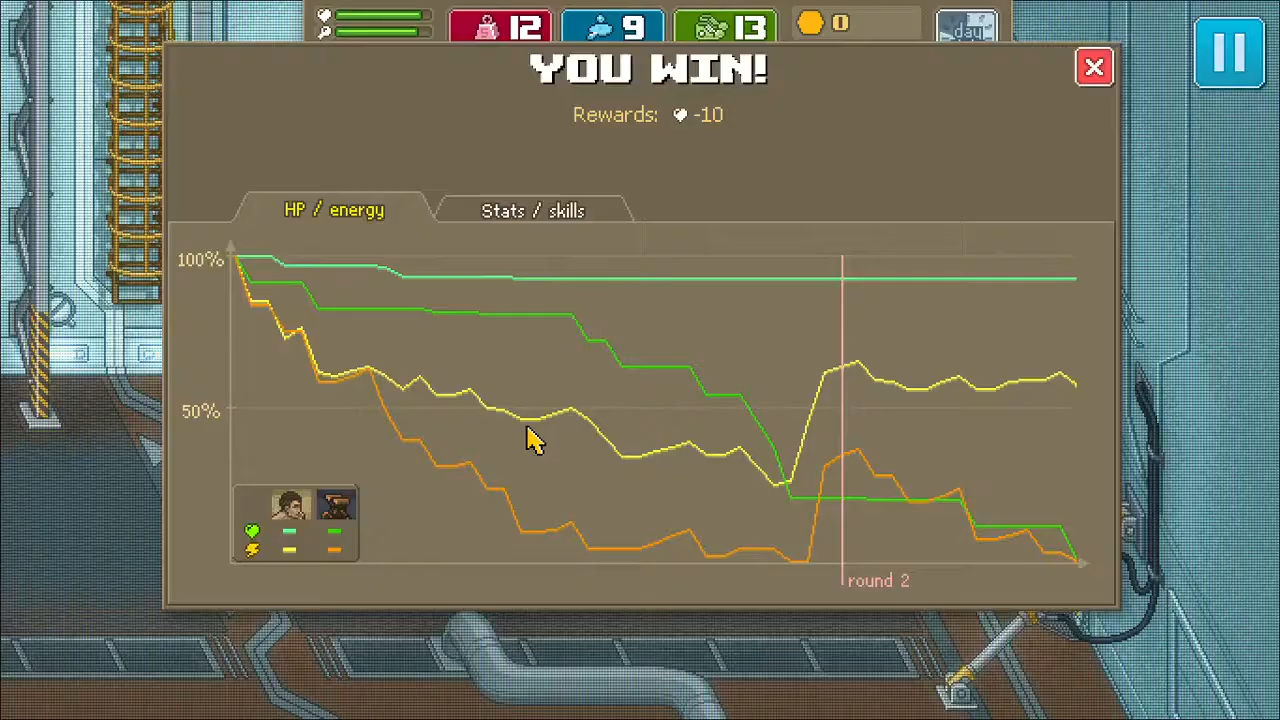 12 9 13 0 day
YOU WIN!
Rewards: -10
HP / energy Stats / skills
100%
50%
round 2